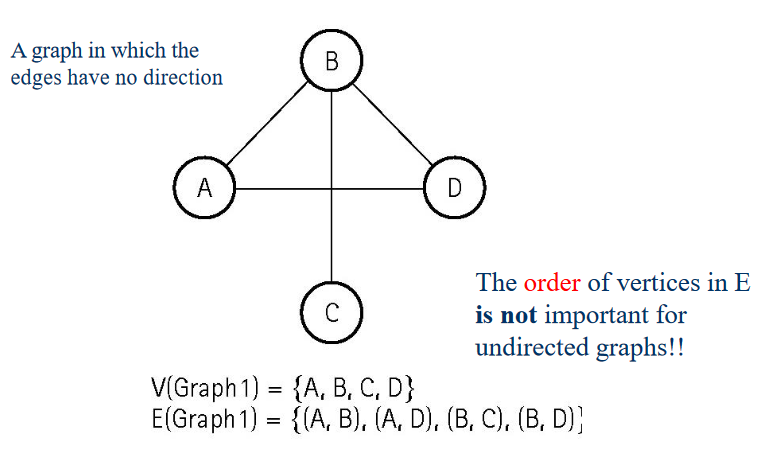 A graph in which the
edges have no direction
B
A
D
C
The order of vertices in E
is not important for
undirected graphs!!
V(Graph1) = {A, B, C, D}
E(Graph1) = {(A, B), (A, D), (B, C), (B, D)}